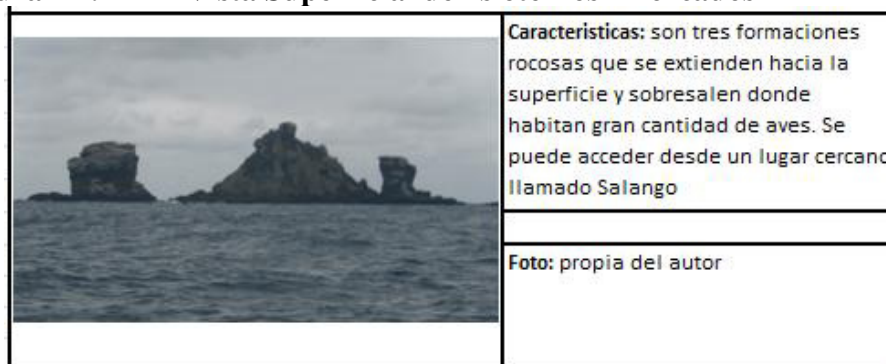 Caracteristicas: son tres formaciones
rocosas que se extienden hacia la
superficie y sobresalen donde
habitan gran cantidad de aves. Se
puede acceder desde un lugar cercano
llamado Salango
Foto: propia del autor